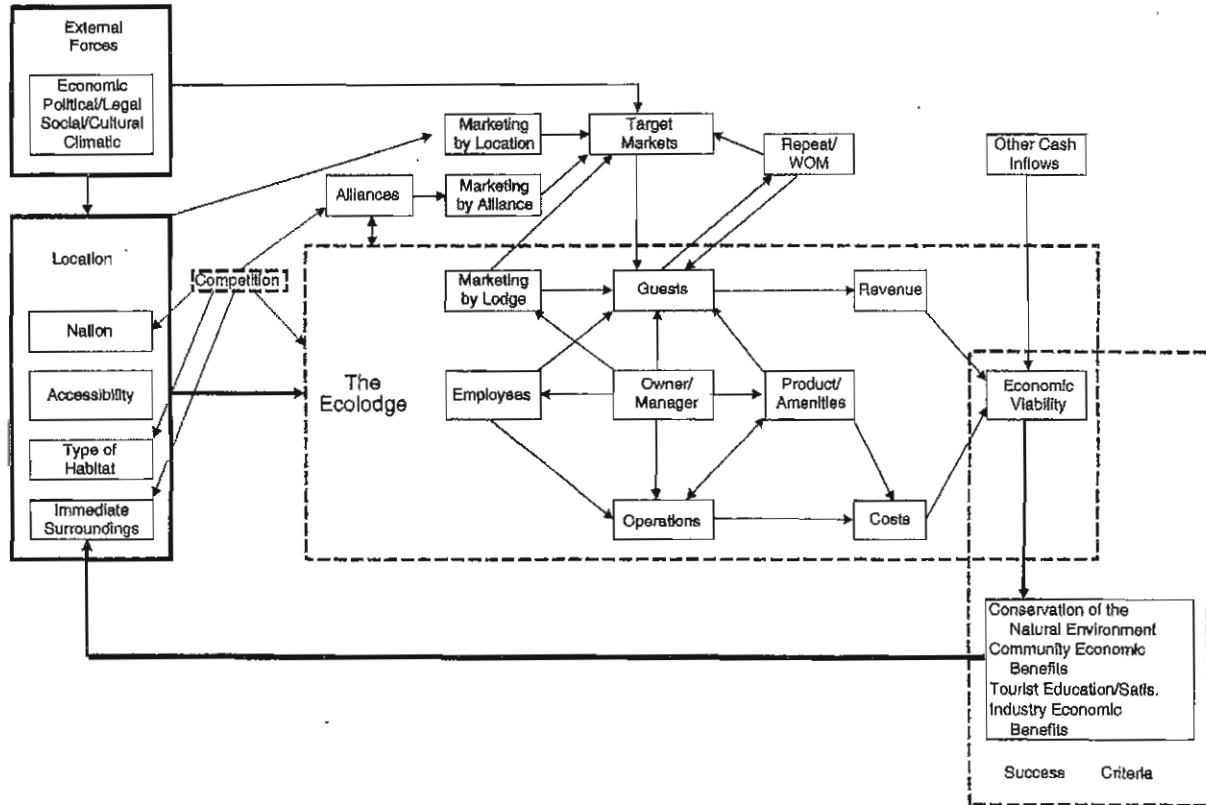 External
Forces
Economic
Political/Legal
Social/Cultural
Climatic
Marketing
by Location
Target
Markets
Repeat/
WOM
Other Cash
Inflows
Alliances
Marketing
by Alliance
Location
Competition
Nation
Accessibility
Type of
Habitat
Immediate
Surroundings
The
Ecolodge
Marketing
by Lodge
Guests
Revenue
Employees
Owner/
Manager
Product/
Amenities
Economic
Viability
Operations
Costs
Conservation of the
Natural Environment
Community Economic
Benefits
Tourist Education/Satis.
Industry Economic
Benefits
Success Criteria